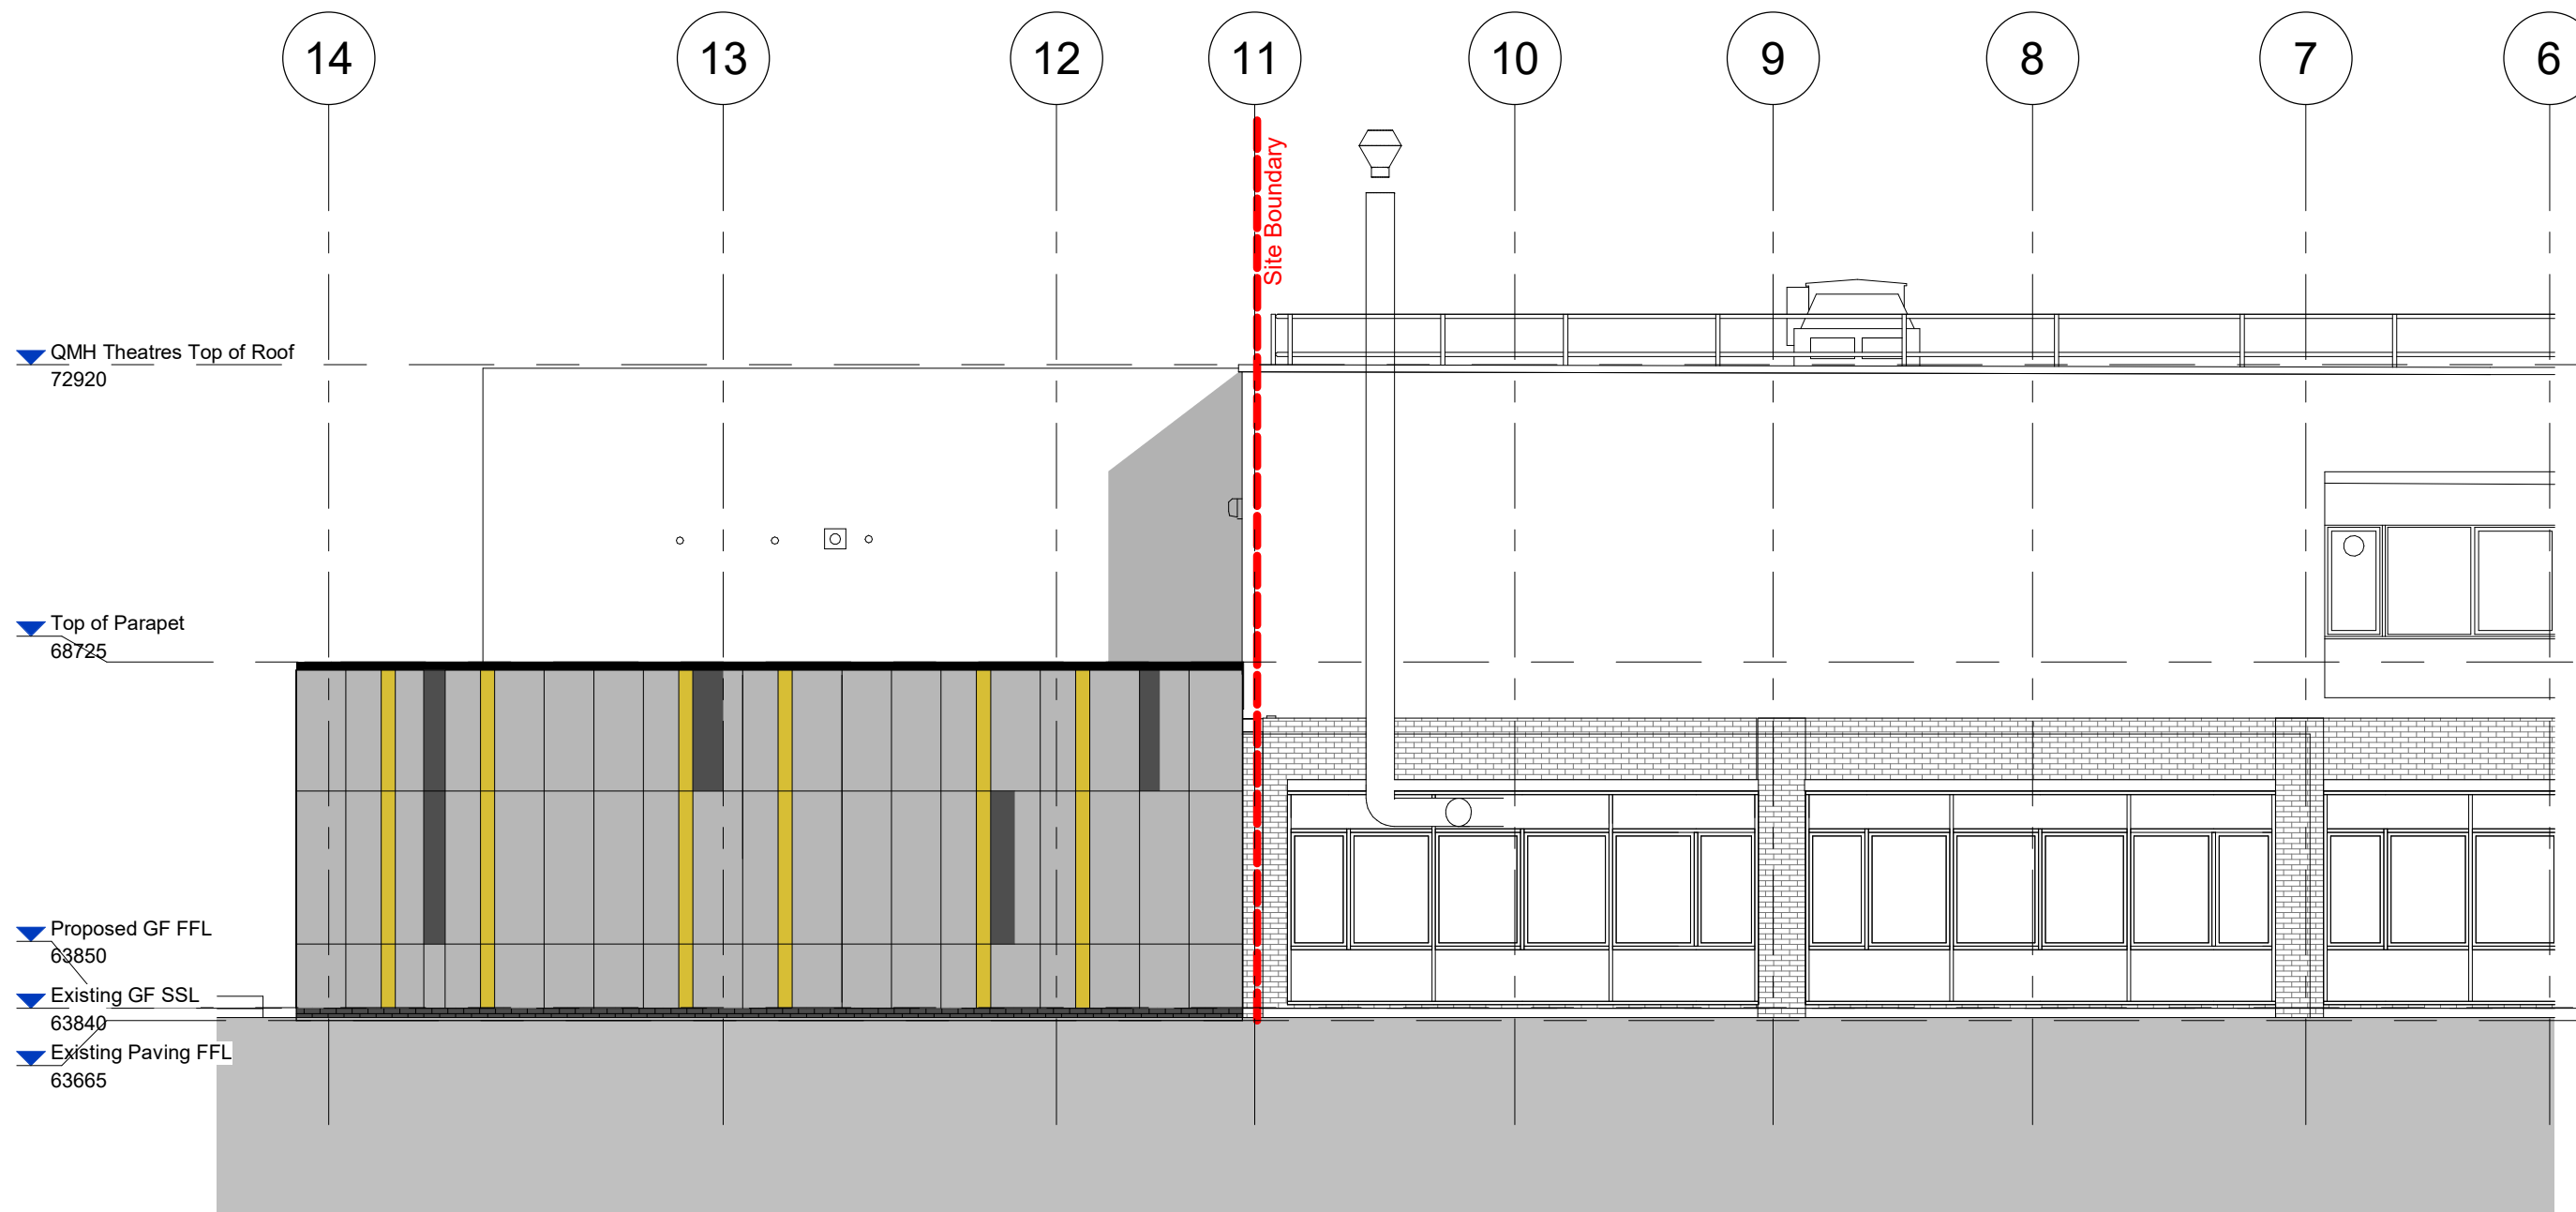 14 13 12 11 10 9 8 7 6
Site Boundary
QMH Theatres Top of Roof
72920
Top of Parapet
68725
Proposed GF FFL
63850
Existing GF SSL
63840
Existing Paving FFL
63665